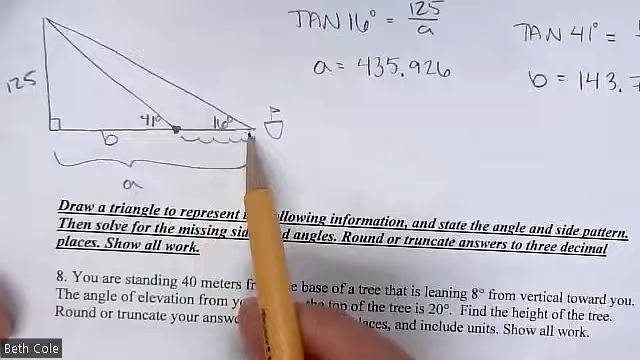 TAN 16° = 125/a
a = 435.926
TAN 41° =
b = 143.7
125
41°
16°
b
a
Draw a triangle to represent llowing information, and state the angle and side pattern.
Then solve for the missing sid d angles. Round or truncate answers to three decimal
places. Show all work.
8. You are standing 40 meters fr e base of a tree that is leaning 8° from vertical toward you.
The angle of elevation from y the top of the tree is 20°. Find the height of the tree.
Round or truncate your answ aces, and include units. Show all work.
Beth Cole